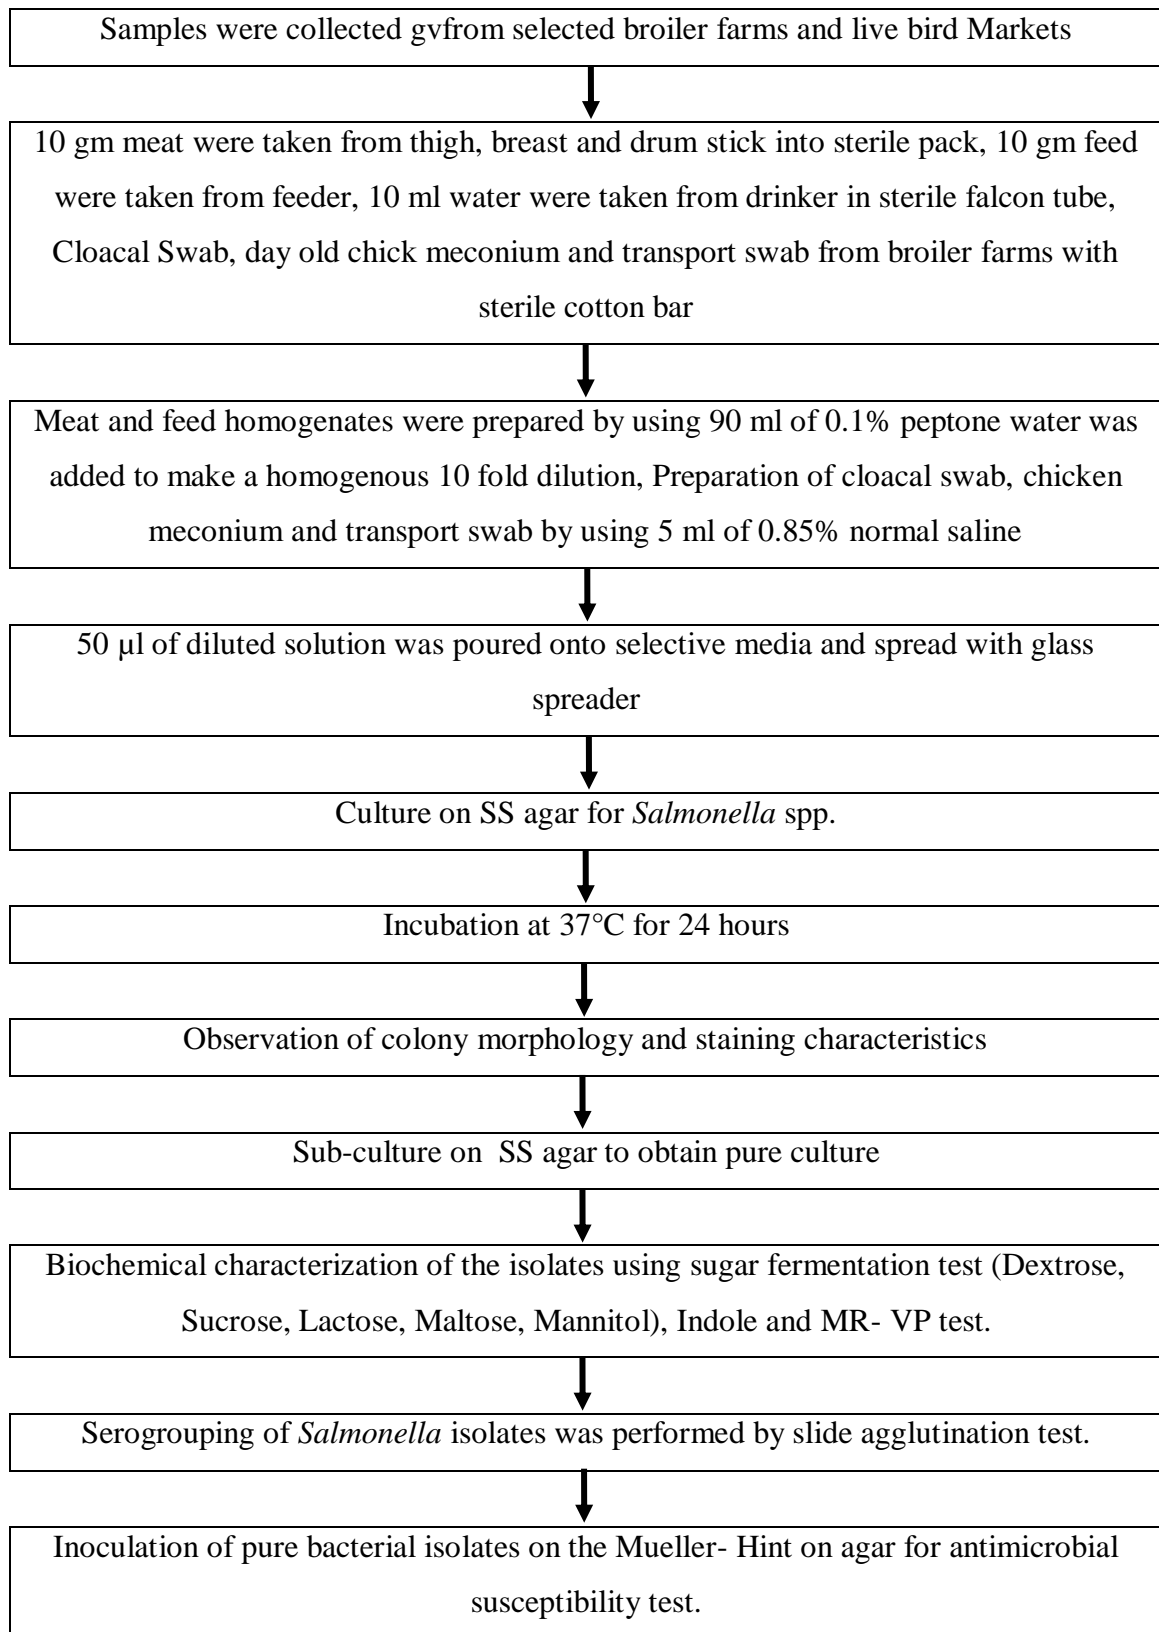 Samples were collected gvfrom selected broiler farms and live bird Markets
10 gm meat were taken from thigh, breast and drum stick into sterile pack, 10 gm feed
were taken from feeder, 10 ml water were taken from drinker in sterile falcon tube,
Cloacal Swab, day old chick meconium and transport swab from broiler farms with
sterile cotton bar
Meat and feed homogenates were prepared by using 90 ml of 0.1% peptone water was
added to make a homogenous 10 fold dilution, Preparation of cloacal swab, chicken
meconium and transport swab by using 5 ml of 0.85% normal saline
50 µl of diluted solution was poured onto selective media and spread with glass
spreader
Culture on SS agar for Salmonella spp.
Incubation at 37°C for 24 hours
Observation of colony morphology and staining characteristics
Sub-culture on  SS agar to obtain pure culture
Biochemical characterization of the isolates using sugar fermentation test (Dextrose,
Sucrose, Lactose, Maltose, Mannitol), Indole and MR- VP test.
Serogrouping of Salmonella isolates was performed by slide agglutination test.
Inoculation of pure bacterial isolates on the Mueller- Hint on agar for antimicrobial
susceptibility test.